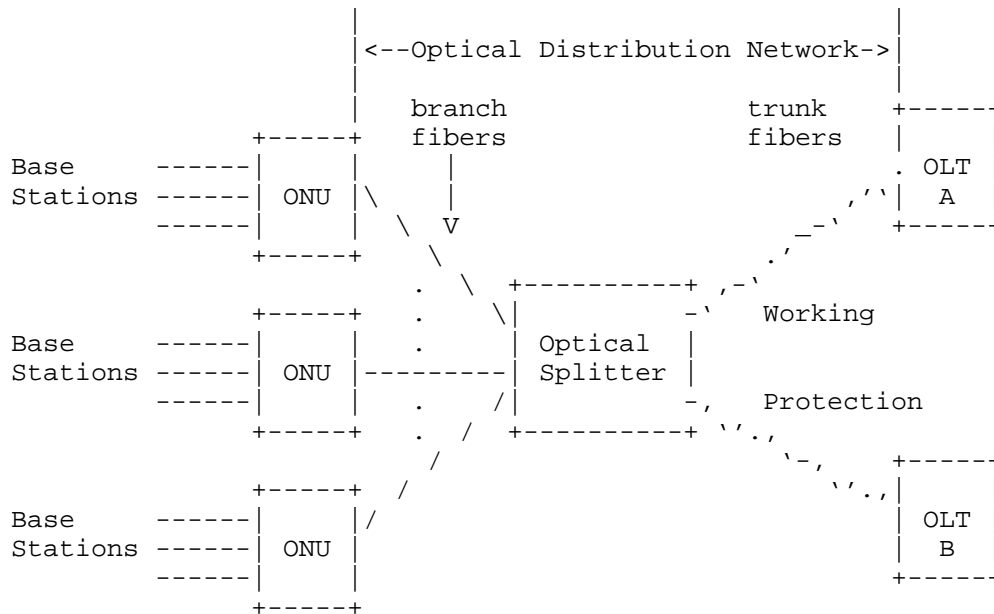 <--Optical Distribution Network->
branch trunk
fibers fibers
Base OLT
Stations ONU A
V
Working
Base Optical
Stations ONU Splitter
Protection
Base OLT
Stations ONU B